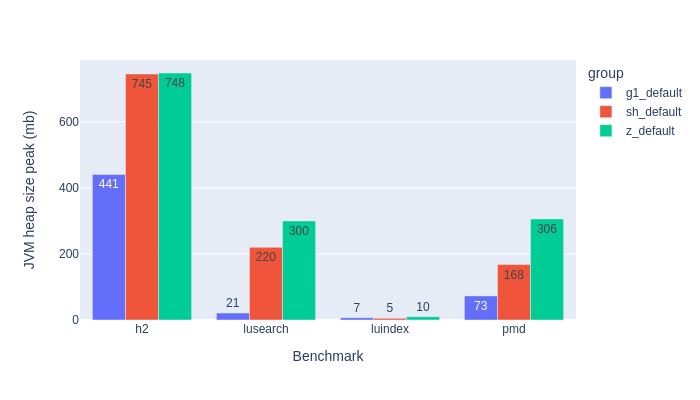 group
g1_default
sh_default
z_default
JVM heap size peak (mb)
600
400
200
0
441
745
748
21
220
300
7
5
10
73
168
306
h2
lusearch
luindex
pmd
Benchmark